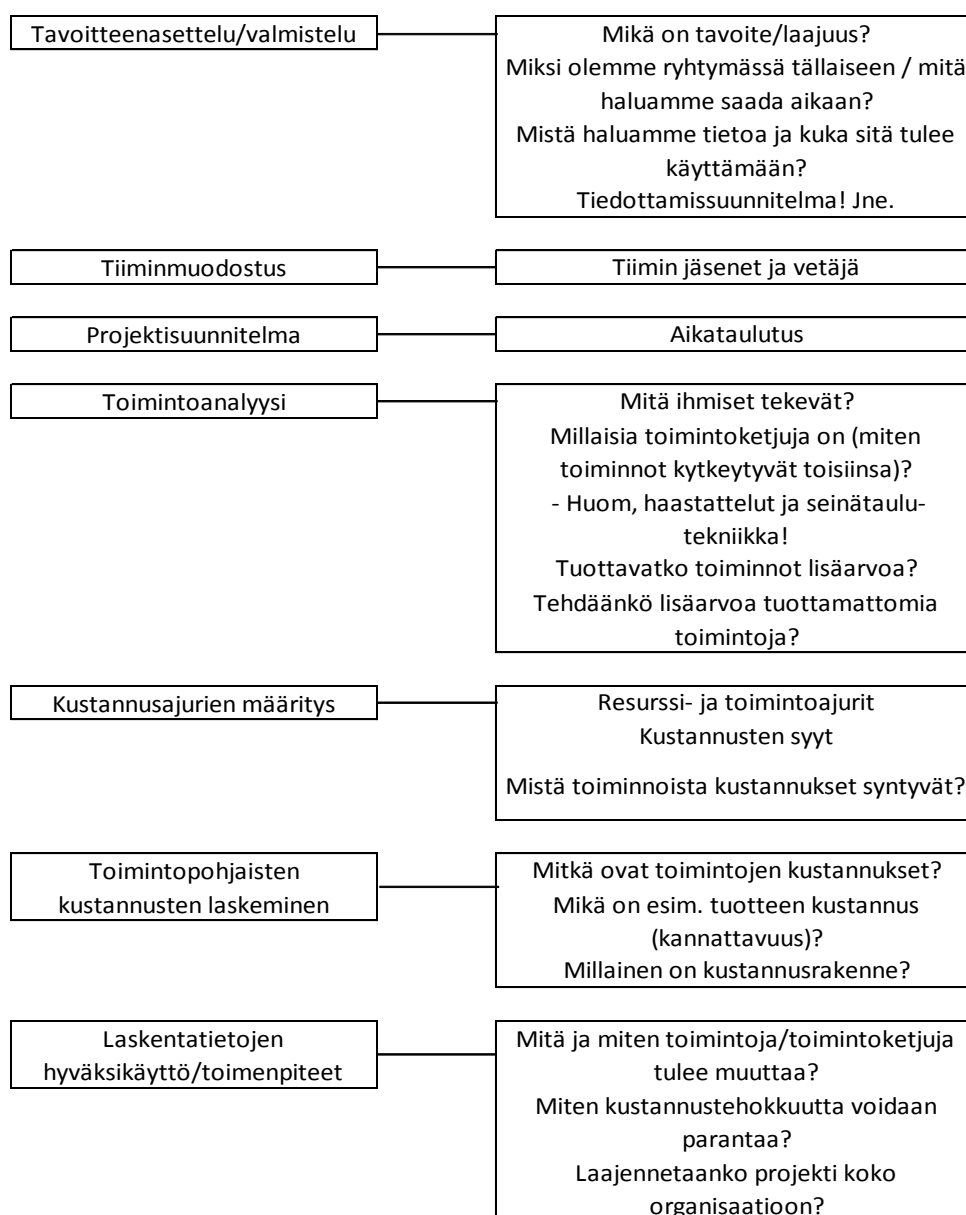 Tavoitteenasettelu/valmistelu
Mikä on tavoite/laajuus?
Miksi olemme ryhtymässä tällaiseen / mitä
haluamme saada aikaan?
Mistä haluamme tietoa ja kuka sitä tulee
käyttämään?
Tiedottamissuunnitelma! Jne.
Tiiminmuodostus
Tiimin jäsenet ja vetäjä
Projektisuunnitelma
Aikataulutus
Toimintoanalyysi
Mitä ihmiset tekevät?
Millaisia toimintoketjuja on (miten
toiminnot kytkeytyvät toisiinsa)?
- Huom, haastattelut ja seinätaulu-
tekniikka!
Tuottavatko toiminnot lisäarvoa?
Tehdäänkö lisäarvoa tuottamattomia
toimintoja?
Kustannusajurien määritys
Resurssi- ja toimintoajurit
Kustannusten syyt
Mistä toiminnoista kustannukset syntyvät?
Toimintopohjaisten
kustannusten laskeminen
Mitkä ovat toimintojen kustannukset?
Mikä on esim. tuotteen kustannus
(kannattavuus)?
Millainen on kustannusrakenne?
Laskentatietojen
hyväksikäyttö/toimenpiteet
Mitä ja miten toimintoja/toimintoketjuja
tulee muuttaa?
Miten kustannustehokkuutta voidaan
parantaa?
Laajennetaanko projekti koko
organisaatioon?